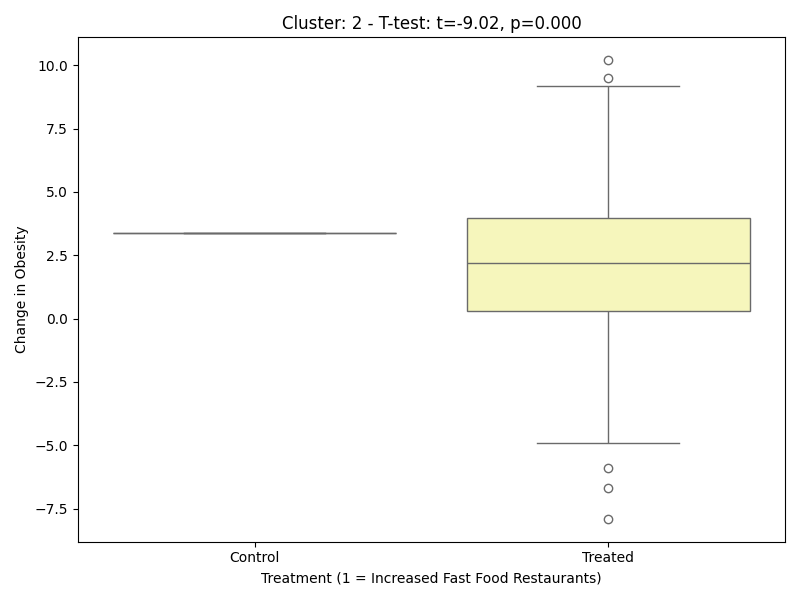 Cluster: 2 - T-test: t=-9.02, p=0.000
Change in Obesity
10.0
7.5
5.0
2.5
0.0
−2.5
−5.0
−7.5
Control
Treated
Treatment (1 = Increased Fast Food Restaurants)